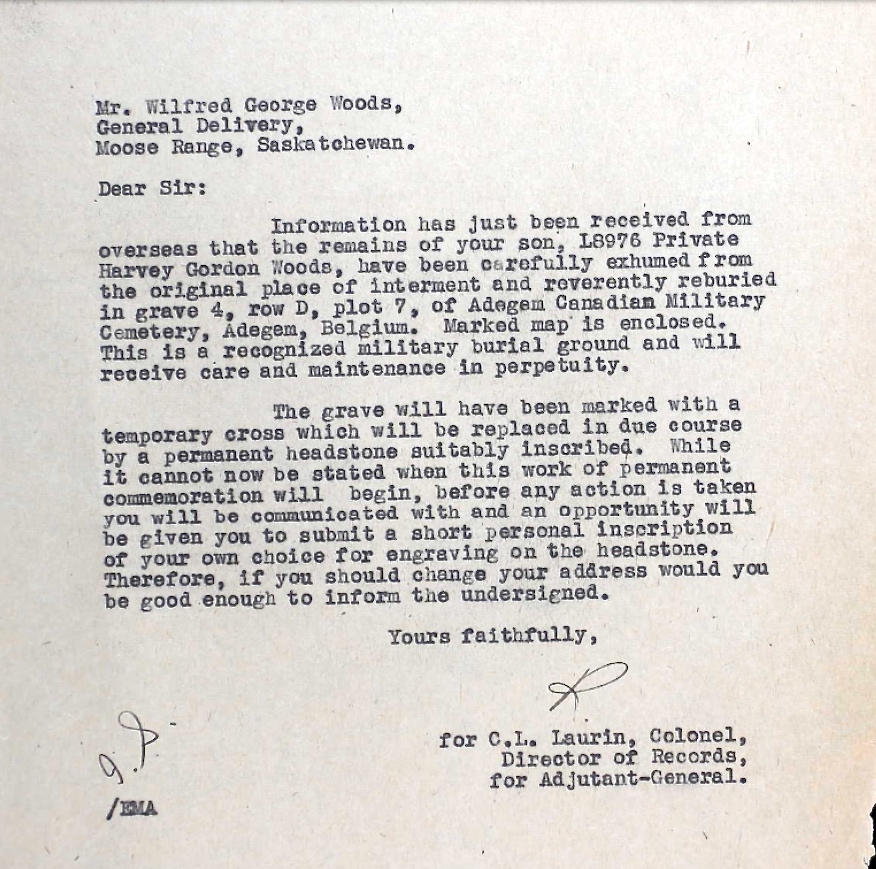 Mr. Wilfred George Woods,
General Delivery,
Moose Range, Saskatchewan.
Dear Sir:
Information has just been received from
overseas that the remains of your son, L8976 Private
Harvey Gordon Woods, have been carefully exhumed from
the original place of interment and reverently reburied
in grave 4, row D, plot 7, of Adegem Canadian Military
Cemetery, Adegem, Belgium. Marked map is enclosed.
This is a recognized military burial ground and will
receive care and maintenance in perpetuity.
The grave will have been marked with a
temporary cross which will be replaced in due course
by a permanent headstone suitably inscribed. While
it cannot now be stated when this work of permanent
commemoration will begin, before any action is taken
you will be communicated with and an opportunity will
be given you to submit a short personal inscription
of your own choice for engraving on the headstone.
Therefore, if you should change your address would you
be good enough to inform the undersigned.
Yours faithfully,
for C.L. Laurin, Colonel,
Director of Records,
for Adjutant-General.
/EMA